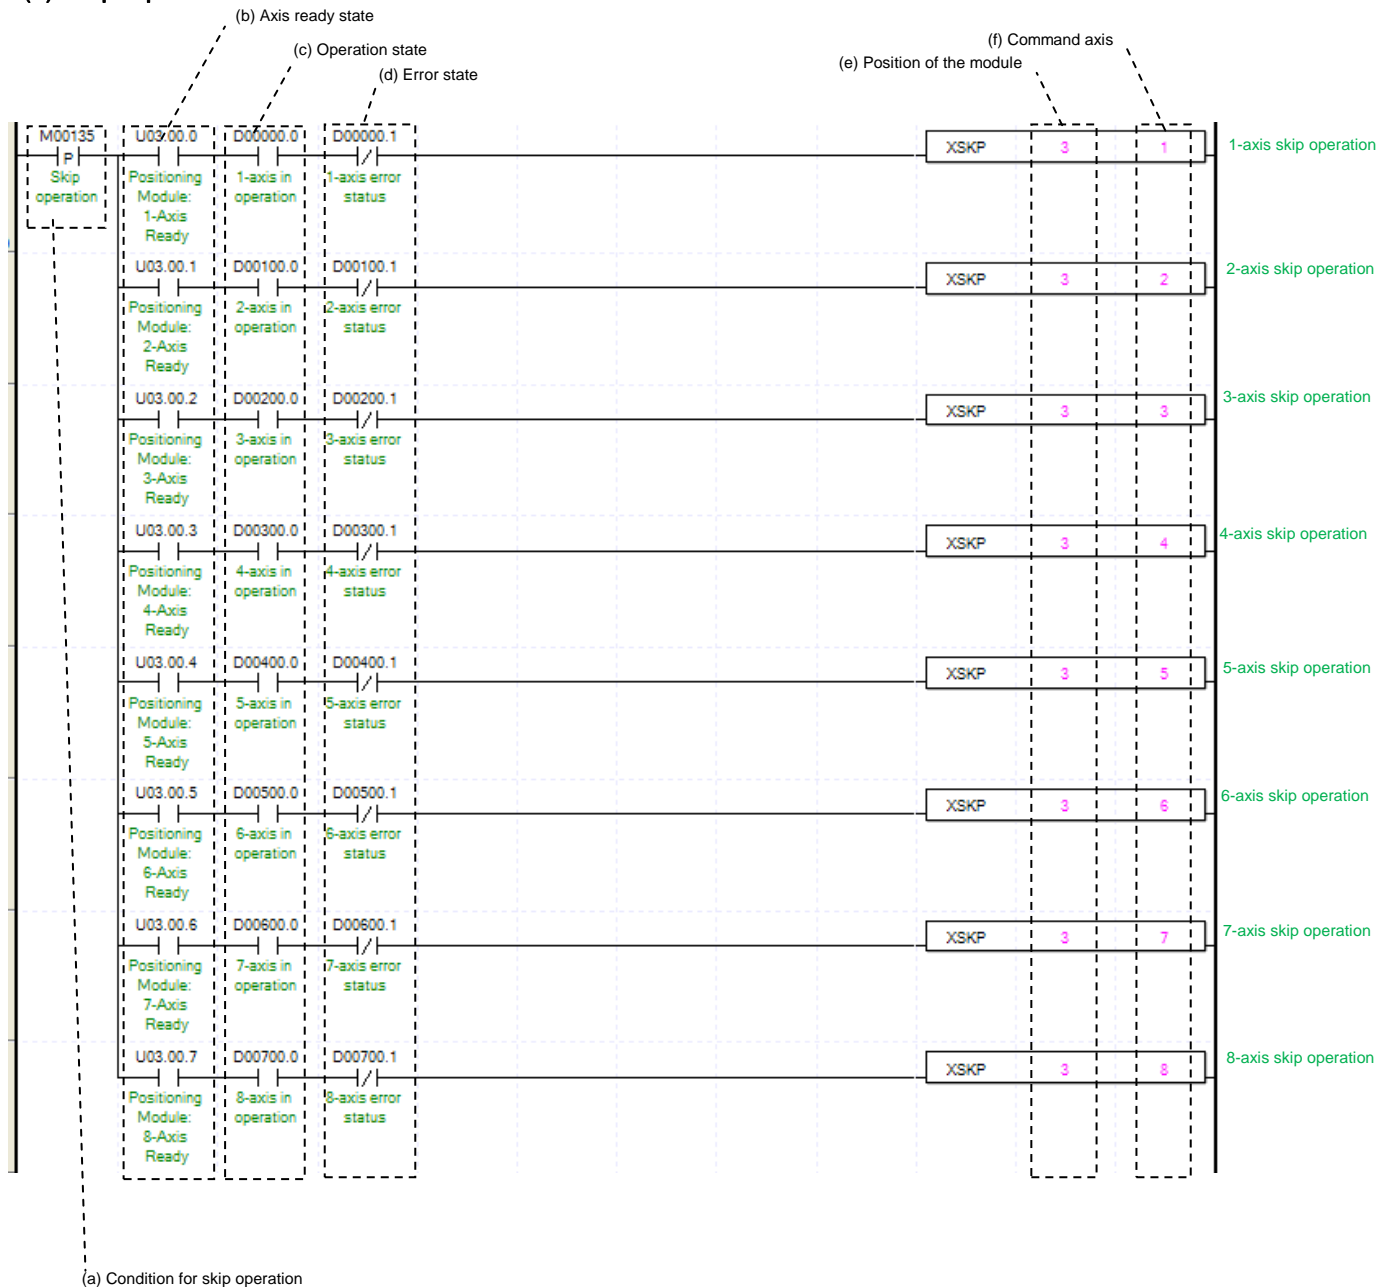 (b) Axis ready state
(c) Operation state
(d) Error state
(f) Command axis
(e) Position of the module
M00135
P
Skip
operation
U03.00.0
D00000.0
D00000.1
Positioning
Module:
1-Axis
Ready
1-axis in
operation
1-axis error
status
XSKP 3 1
1-axis skip operation
U03.00.1
D00100.0
D00100.1
Positioning
Module:
2-Axis
Ready
2-axis in
operation
2-axis error
status
XSKP 3 2
2-axis skip operation
U03.00.2
D00200.0
D00200.1
Positioning
Module:
3-Axis
Ready
3-axis in
operation
3-axis error
status
XSKP 3 3
3-axis skip operation
U03.00.3
D00300.0
D00300.1
Positioning
Module:
4-Axis
Ready
4-axis in
operation
4-axis error
status
XSKP 3 4
4-axis skip operation
U03.00.4
D00400.0
D00400.1
Positioning
Module:
5-Axis
Ready
5-axis in
operation
5-axis error
status
XSKP 3 5
5-axis skip operation
U03.00.5
D00500.0
D00500.1
Positioning
Module:
6-Axis
Ready
6-axis in
operation
6-axis error
status
XSKP 3 6
6-axis skip operation
U03.00.6
D00600.0
D00600.1
Positioning
Module:
7-Axis
Ready
7-axis in
operation
7-axis error
status
XSKP 3 7
7-axis skip operation
U03.00.7
D00700.0
D00700.1
Positioning
Module:
8-Axis
Ready
8-axis in
operation
8-axis error
status
XSKP 3 8
8-axis skip operation
(a) Condition for skip operation